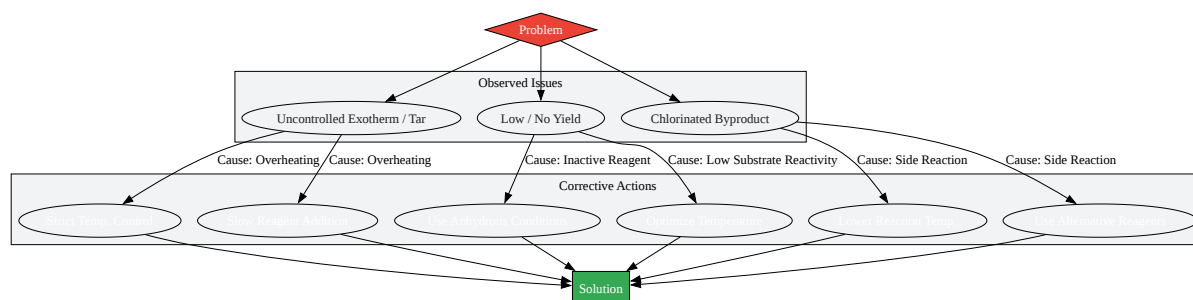 Problem
Observed Issues
Uncontrolled Exotherm / Tar
Low / No Yield
Chlorinated Byproduct
Cause: Overheating
Cause: Overheating
Cause: Inactive Reagent
Cause: Low Substrate Reactivity
Cause: Side Reaction
Cause: Side Reaction
Corrective Actions
Strict Temp. Control
Slow Reagent Addition
Use Anhydrous Conditions
Optimize Temperature
Lower Reaction Temp.
Use Alternative Reagents
Solution